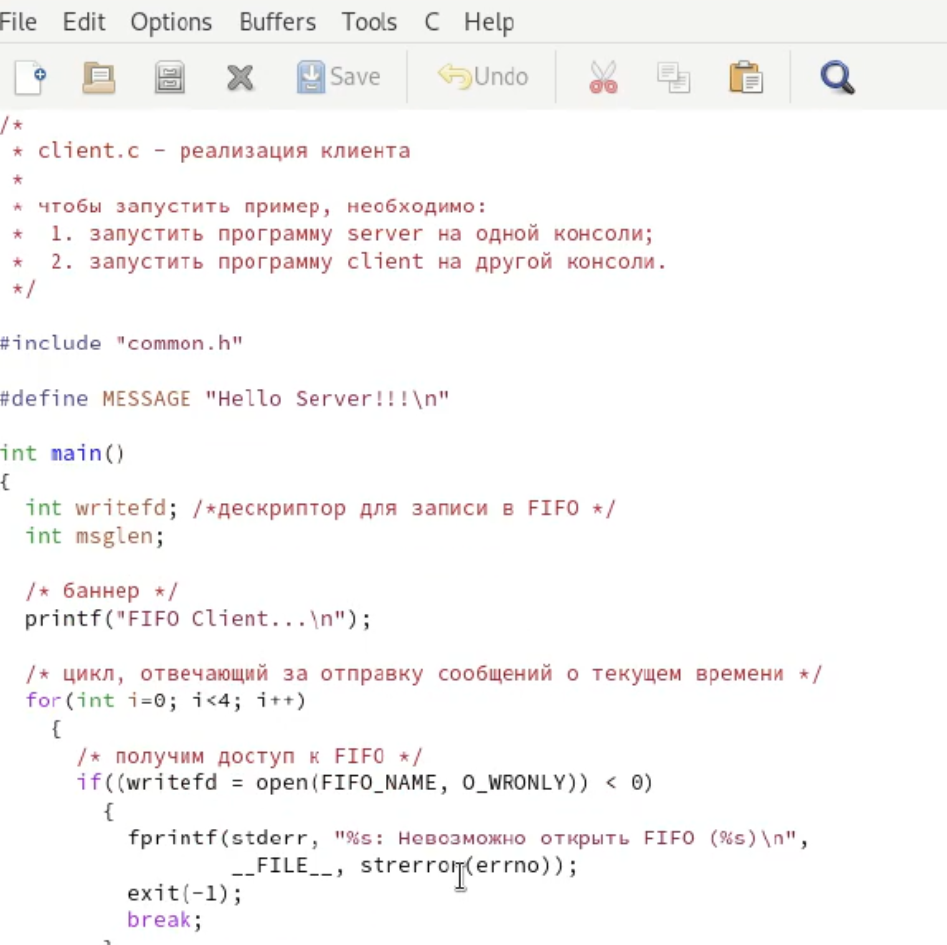 File Edit Options Buffers Tools C Help
Save Undo
/*
 * client.c - реализация клиента
 *
 * чтобы запустить пример, необходимо:
 *  1. запустить программу server на одной консоли;
 *  2. запустить программу client на другой консоли.
 */
#include "common.h"
#define MESSAGE "Hello Server!!!\n"
int main()
{
  int writefd; /*дескриптор для записи в FIFO */
  int msglen;
  /* баннер */
  printf("FIFO Client...\n");
  /* цикл, отвечающий за отправку сообщений о текущем времени */
  for(int i=0; i<4; i++)
    {
      /* получим доступ к FIFO */
      if((writefd = open(FIFO_NAME, O_WRONLY)) < 0)
        {
          fprintf(stderr, "%s: Невозможно открыть FIFO (%s)\n",
                  __FILE__, strerror(errno));
          exit(-1);
          break;